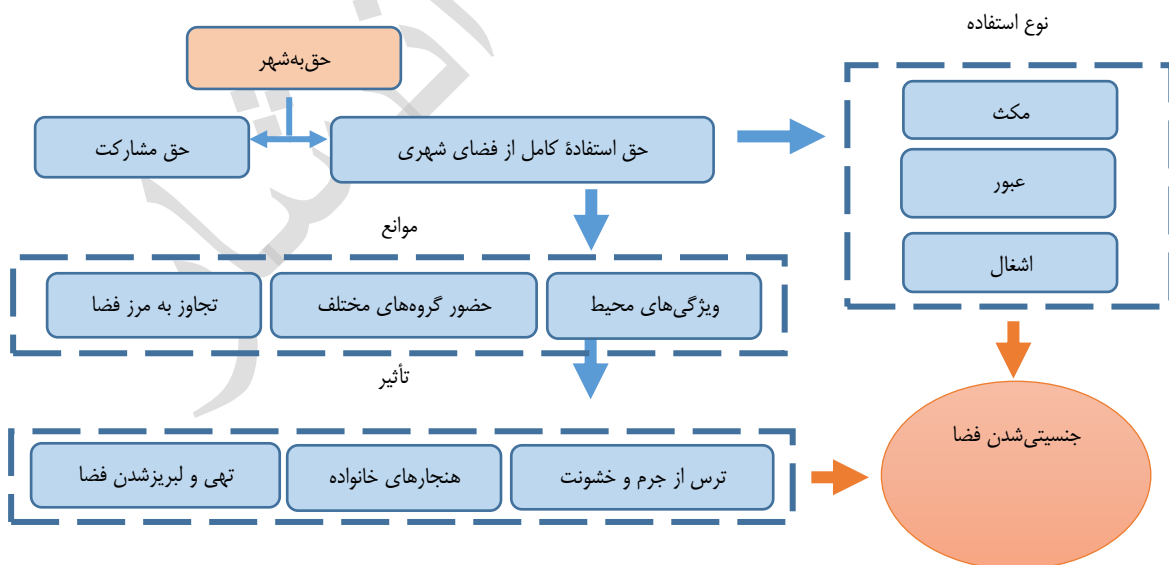 نوع استفاده
حق‌به‌شهر
مکث
حق استفادۀ کامل از فضای شهری
حق مشارکت
عبور
موانع
اشغال
ویژگی‌های محیط
حضور گروه‌های مختلف
تجاوز به مرز فضا
تأثیر
جنسیتی‌شدن فضا
ترس از جرم و خشونت
هنجارهای خانواده
تهی و لبریزشدن فضا